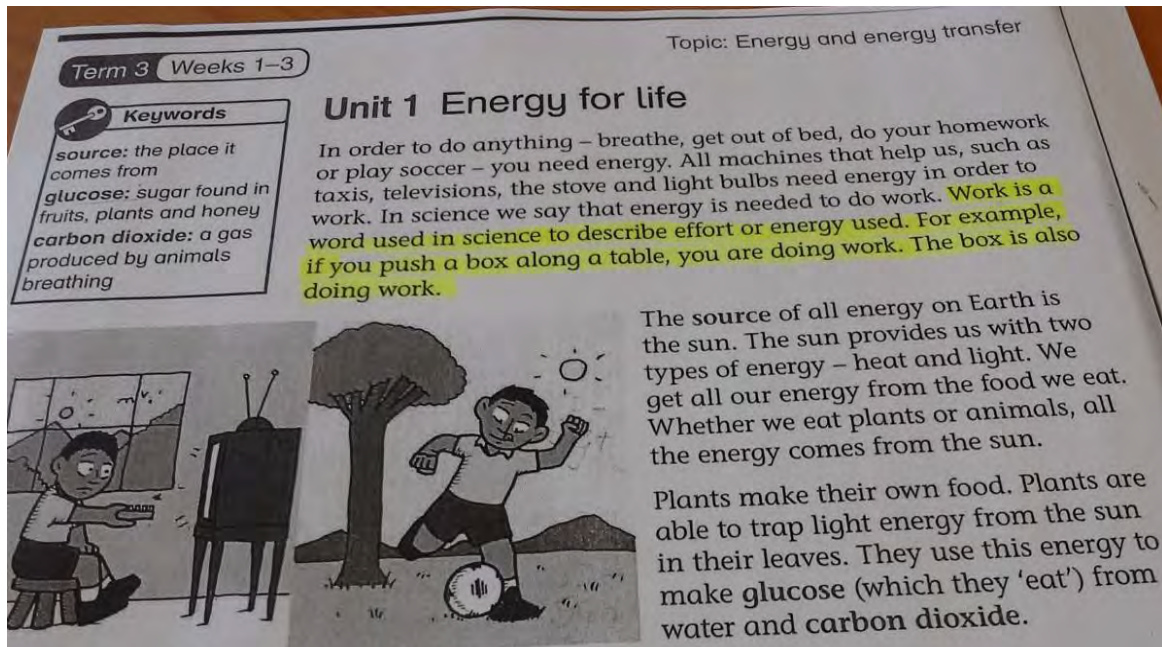 Topic: Energy and energy transfer
Term 3 Weeks 1–3
Keywords
source: the place it
comes from
glucose: sugar found in
fruits, plants and honey
carbon dioxide: a gas
produced by animals
breathing
Unit 1 Energy for life
In order to do anything – breathe, get out of bed, do your homework
or play soccer – you need energy. All machines that help us, such as
taxis, televisions, the stove and light bulbs need energy in order to
work. In science we say that energy is needed to do work. Work is a
word used in science to describe effort or energy used. For example,
if you push a box along a table, you are doing work. The box is also
doing work.
The source of all energy on Earth is
the sun. The sun provides us with two
types of energy – heat and light. We
get all our energy from the food we eat.
Whether we eat plants or animals, all
the energy comes from the sun.
Plants make their own food. Plants are
able to trap light energy from the sun
in their leaves. They use this energy to
make glucose (which they ‘eat’) from
water and carbon dioxide.